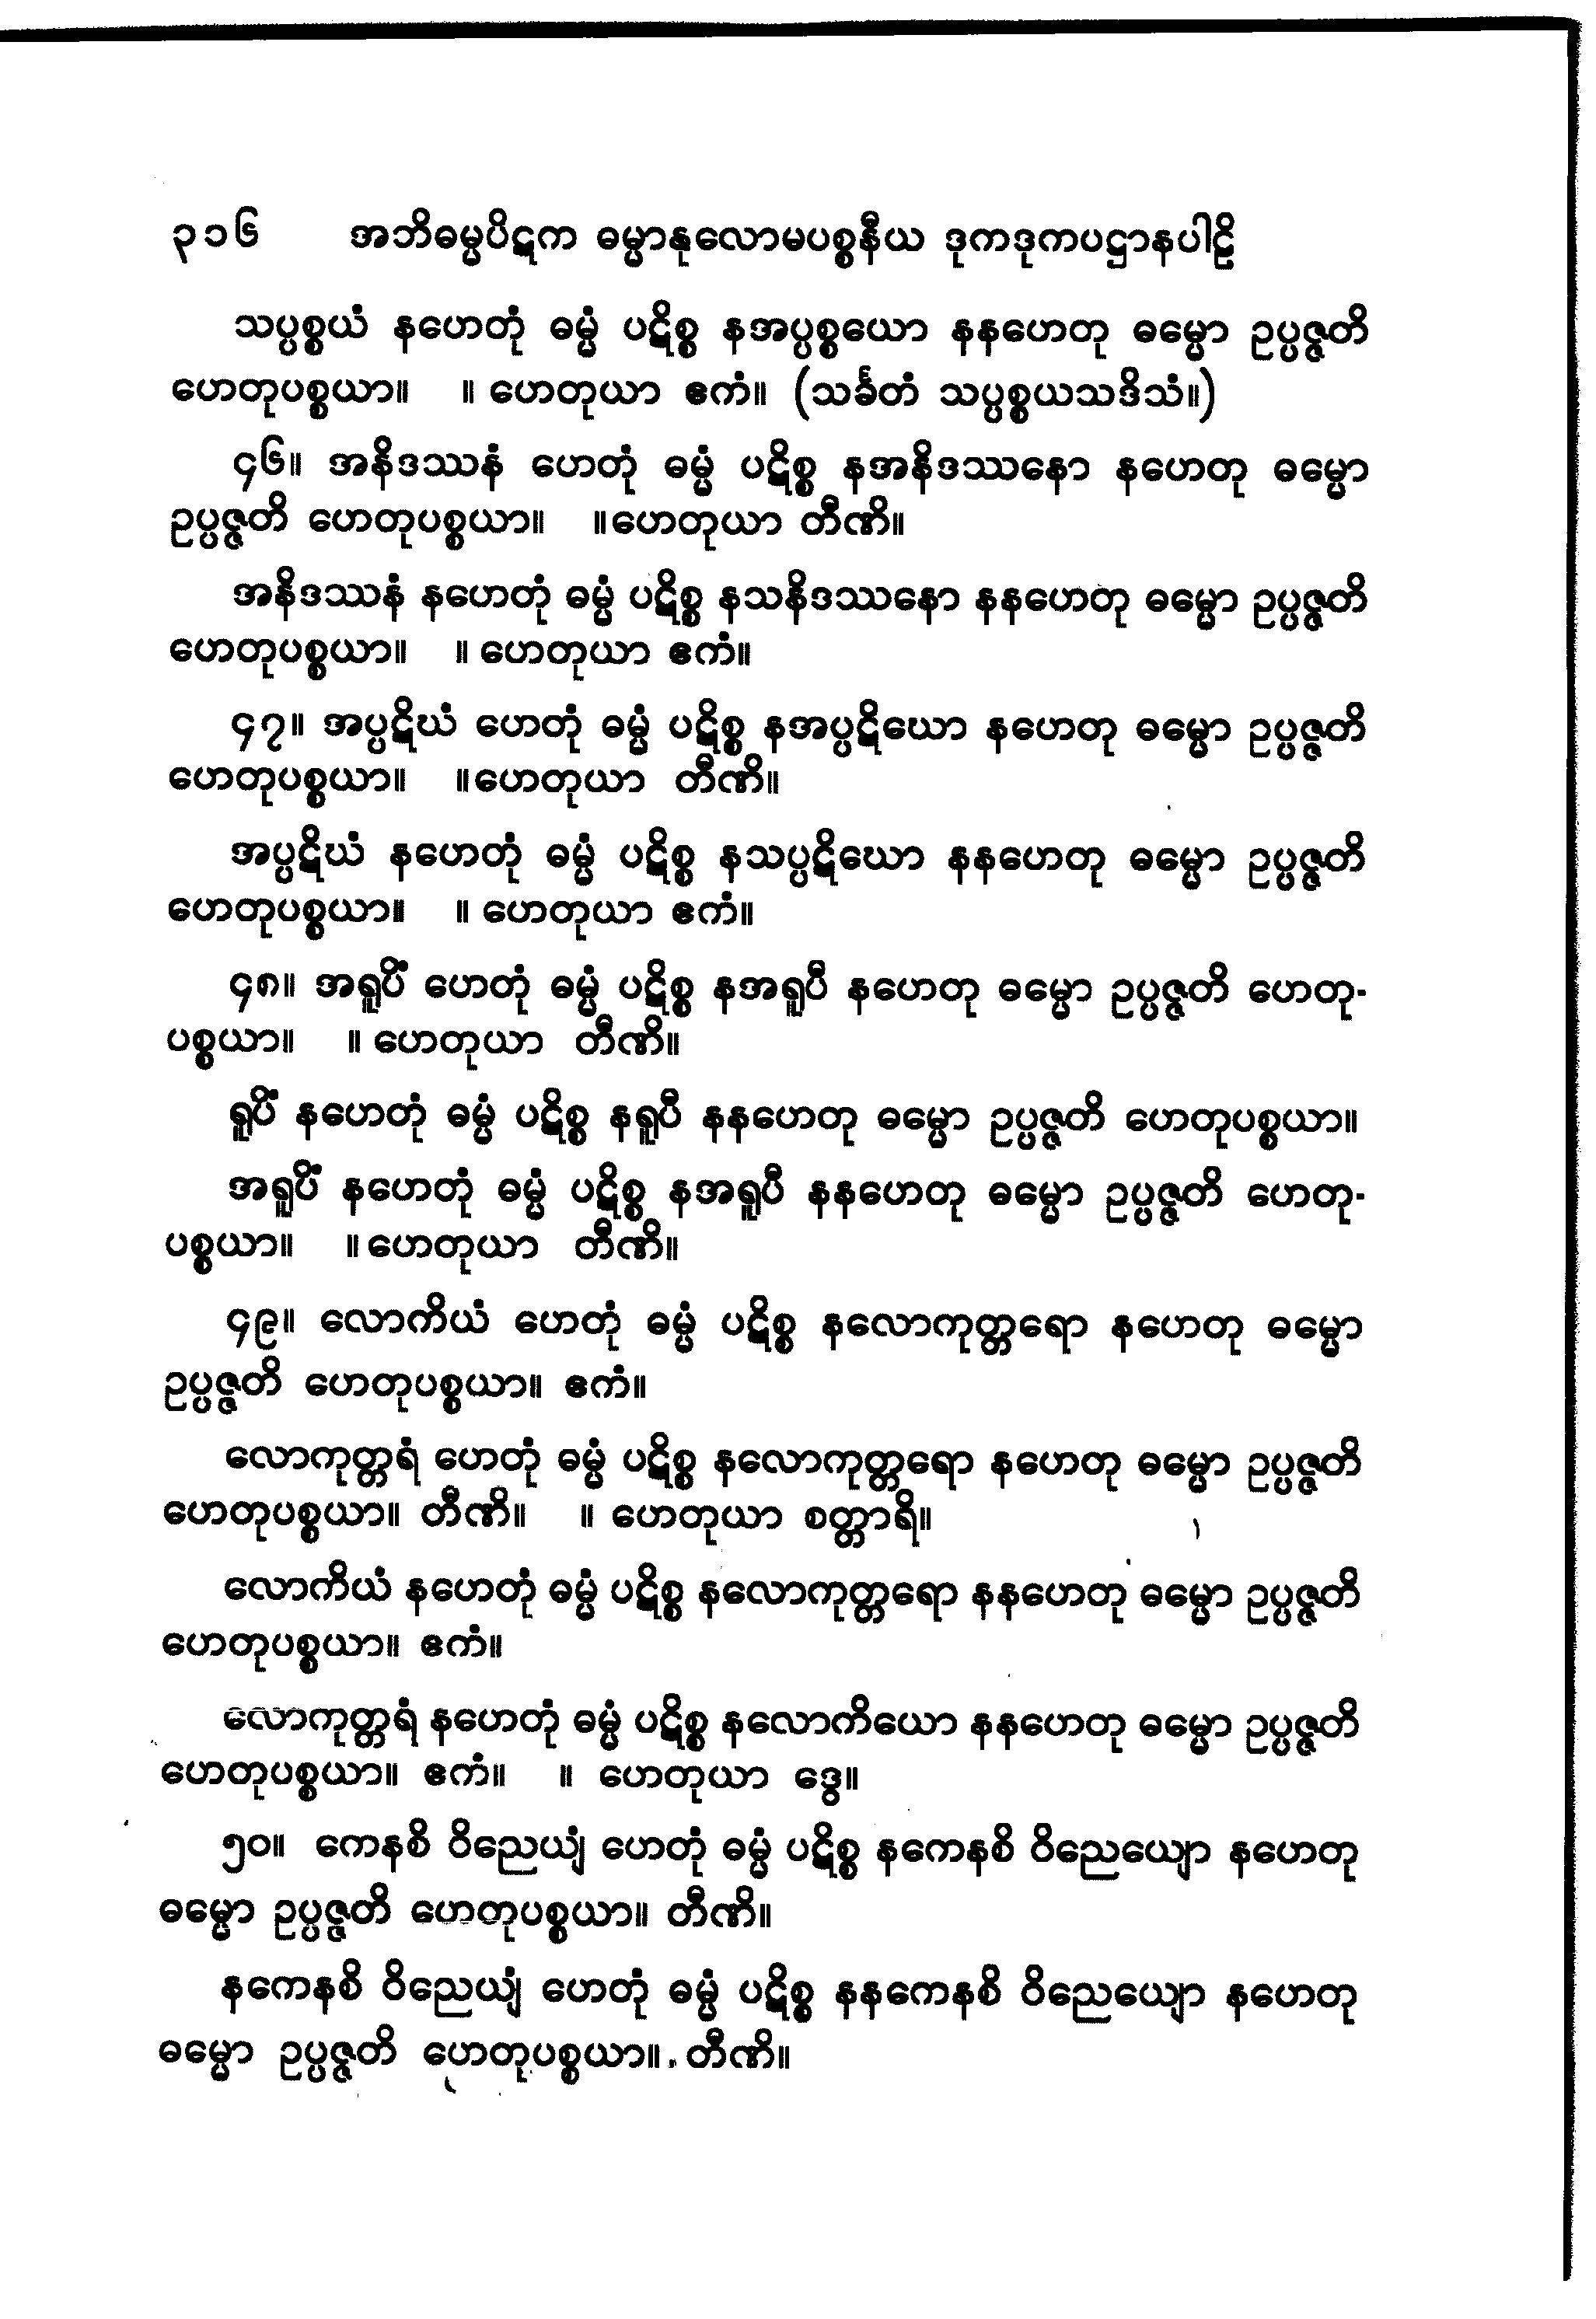 ၃၁၆ အဘိဓမ္မပိဋက ဓမ္မာနုလောမပစ္စနီယ ဒုကဒုကပဋ္ဌာနပါဠိ
သပ္ပစ္စယံ နဟေတုံ ဓမ္မံ ပဋိစ္စ နအပ္ပစ္စယော နနဟေတု ဓမ္မော ဥပ္ပဇ္ဇတိ
ဟေတုပစ္စယာ။ ။ ဟေတုယာ ဧကံ။ (သင်္ခတံ သပ္ပစ္စယသဒိသံ။)
၄၆။ အနိဒဿနံ ဟေတုံ ဓမ္မံ ပဋိစ္စ နအနိဒဿနော နဟေတု ဓမ္မော
ဥပ္ပဇ္ဇတိ ဟေတုပစ္စယာ။ ။ဟေတုယာ တီဏိ။
အနိဒဿနံ နဟေတုံ ဓမ္မံ ပဋိစ္စ နသနိဒဿနော နနဟေတု ဓမ္မော ဥပ္ပဇ္ဇတိ
ဟေတုပစ္စယာ။ ။ ဟေတုယာ ဧကံ။
၄၇။ အပ္ပဋိဃံ ဟေတုံ ဓမ္မံ ပဋိစ္စ နအပ္ပဋိဃော နဟေတု ဓမ္မော ဥပ္ပဇ္ဇတိ
ဟေတုပစ္စယာ။ ။ဟေတုယာ တီဏိ။
အပ္ပဋိဃံ နဟေတုံ ဓမ္မံ ပဋိစ္စ နသပ္ပဋိဃော နနဟေတု ဓမ္မော ဥပ္ပဇ္ဇတိ
ဟေတုပစ္စယာ။ ။ ဟေတုယာ ဧကံ။
၄၈။ အရူပိံ ဟေတုံ ဓမ္မံ ပဋိစ္စ နအရူပီ နဟေတု ဓမ္မော ဥပ္ပဇ္ဇတိ ဟေတု-
ပစ္စယာ။ ။ ဟေတုယာ တီဏိ။
ရူပိံ နဟေတုံ ဓမ္မံ ပဋိစ္စ နရူပီ နနဟေတု ဓမ္မော ဥပ္ပဇ္ဇတိ ဟေတုပစ္စယာ။
အရူပိံ နဟေတုံ ဓမ္မံ ပဋိစ္စ နအရူပီ နနဟေတု ဓမ္မော ဥပ္ပဇ္ဇတိ ဟေတု-
ပစ္စယာ။ ။ဟေတုယာ တီဏိ။
၄၉။ လောကိယံ ဟေတုံ ဓမ္မံ ပဋိစ္စ နလောကုတ္တရော နဟေတု ဓမ္မော
ဥပ္ပဇ္ဇတိ ဟေတုပစ္စယာ။ ဧကံ။
လောကုတ္တရံ ဟေတုံ ဓမ္မံ ပဋိစ္စ နလောကုတ္တရော နဟေတု ဓမ္မော ဥပ္ပဇ္ဇတိ
ဟေတုပစ္စယာ။ တီဏိ။ ။ ဟေတုယာ စတ္တာရိ။
လောကိယံ နဟေတုံ ဓမ္မံ ပဋိစ္စ နလောကုတ္တရော နနဟေတု ဓမ္မော ဥပ္ပဇ္ဇတိ
ဟေတုပစ္စယာ။ ဧကံ။
လောကုတ္တရံ နဟေတုံ ဓမ္မံ ပဋိစ္စ နလောကိယော နနဟေတု ဓမ္မော ဥပ္ပဇ္ဇတိ
ဟေတုပစ္စယာ။ ဧကံ။ ။ ဟေတုယာ ဒွေ။
၅၀။ ကေနစိ ဝိညေယျံ ဟေတုံ ဓမ္မံ ပဋိစ္စ နကေနစိ ဝိညေယျော နဟေတု
ဓမ္မော ဥပ္ပဇ္ဇတိ ဟေတုပစ္စယာ။ တီဏိ။
နကေနစိ ဝိညေယျံ ဟေတုံ ဓမ္မံ ပဋိစ္စ နနကေနစိ ဝိညေယျော နဟေတု
ဓမ္မော ဥပ္ပဇ္ဇတိ ဟေတုပစ္စယာ။ တီဏိ။